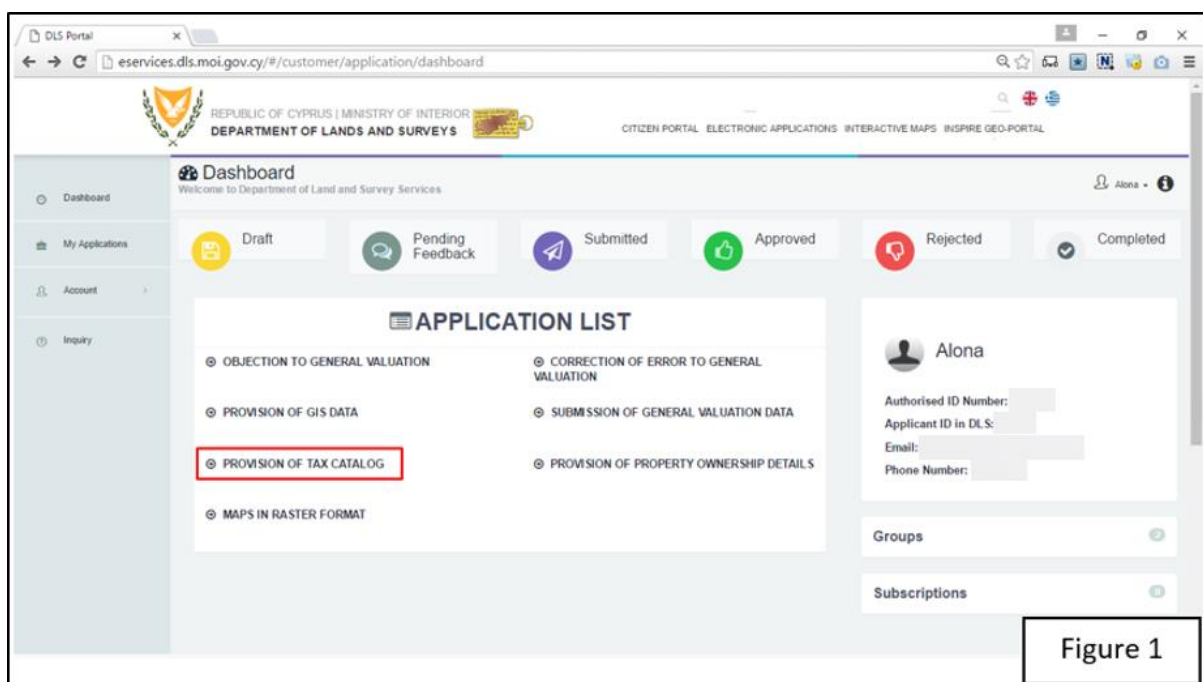 DLS Portal
eservices.dls.moi.gov.cy/#/customer/application/dashboard
REPUBLIC OF CYPRUS | MINISTRY OF INTERIOR
DEPARTMENT OF LANDS AND SURVEYS
CITIZEN PORTAL ELECTRONIC APPLICATIONS INTERACTIVE MAPS INSPIRE GEO-PORTAL
Dashboard
Welcome to Department of Land and Survey Services
Alona
Dashboard
My Applications
Account
Inquiry
Draft
Pending
Feedback
Submitted
Approved
Rejected
Completed
APPLICATION LIST
OBJECTION TO GENERAL VALUATION
CORRECTION OF ERROR TO GENERAL
VALUATION
PROVISION OF GIS DATA
SUBMISSION OF GENERAL VALUATION DATA
PROVISION OF TAX CATALOG
PROVISION OF PROPERTY OWNERSHIP DETAILS
MAPS IN RASTER FORMAT
Alona
Authorised ID Number:
Applicant ID in DLS:
Email:
Phone Number:
Groups
Subscriptions
Figure 1